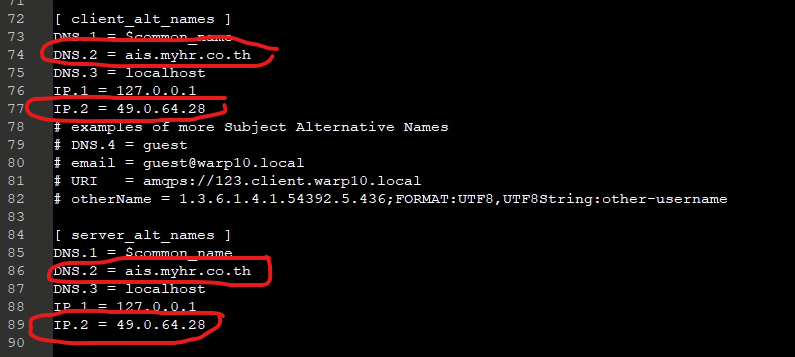 71
72 [ client_alt_names ]
73 DNS.1 = $common_name
74 DNS.2 = ais.myhr.co.th
75 DNS.3 = localhost
76 IP.1 = 127.0.0.1
77 IP.2 = 49.0.64.28
78 # examples of more Subject Alternative Names
79 # DNS.4 = guest
80 # email = guest@warp10.local
81 # URI   = amqps://123.client.warp10.local
82 # otherName = 1.3.6.1.4.1.54392.5.436;FORMAT:UTF8,UTF8String:other-username
83
84 [ server_alt_names ]
85 DNS.1 = $common_name
86 DNS.2 = ais.myhr.co.th
87 DNS.3 = localhost
88 IP.1 = 127.0.0.1
89 IP.2 = 49.0.64.28
90